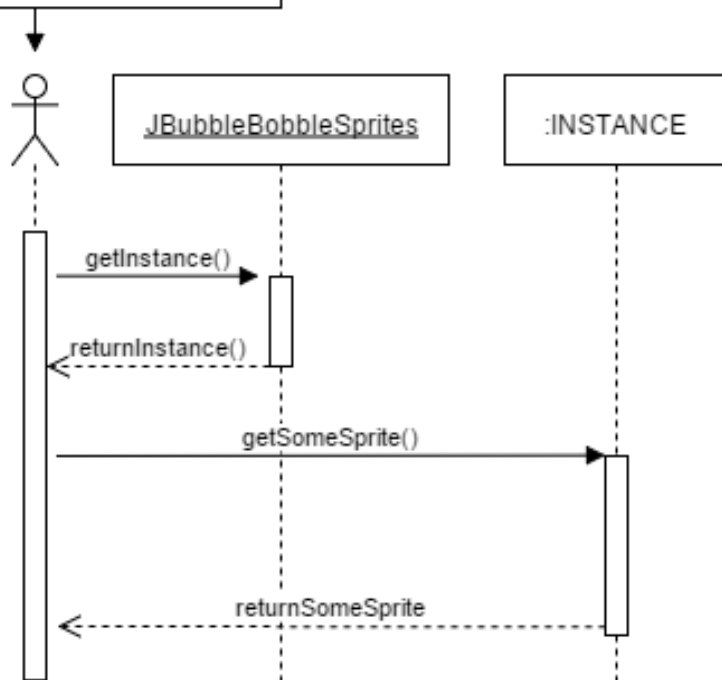 JBubbleBobbleSprites
:INSTANCE
getInstance()
returnInstance()
getSomeSprite()
returnSomeSprite